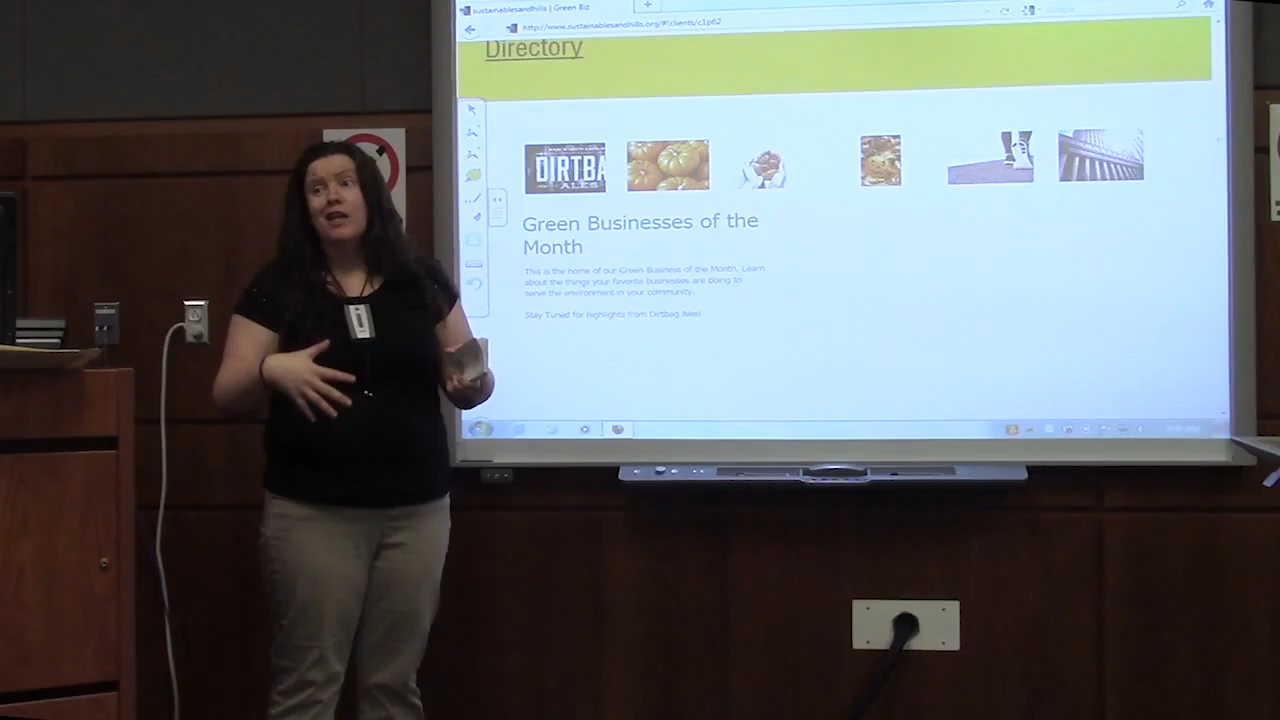 sustainablesandhills | Green Biz
http://www.sustainablesandhills.org/#!clients/c1p62
Google
Directory
DIRTBA
ALES
Green Businesses of the
Month
This is the home of our Green Business of the Month. Learn
about the things your favorite businesses are doing to
serve the environment in your community.
Stay Tuned for highlights from Dirtbag Ales!